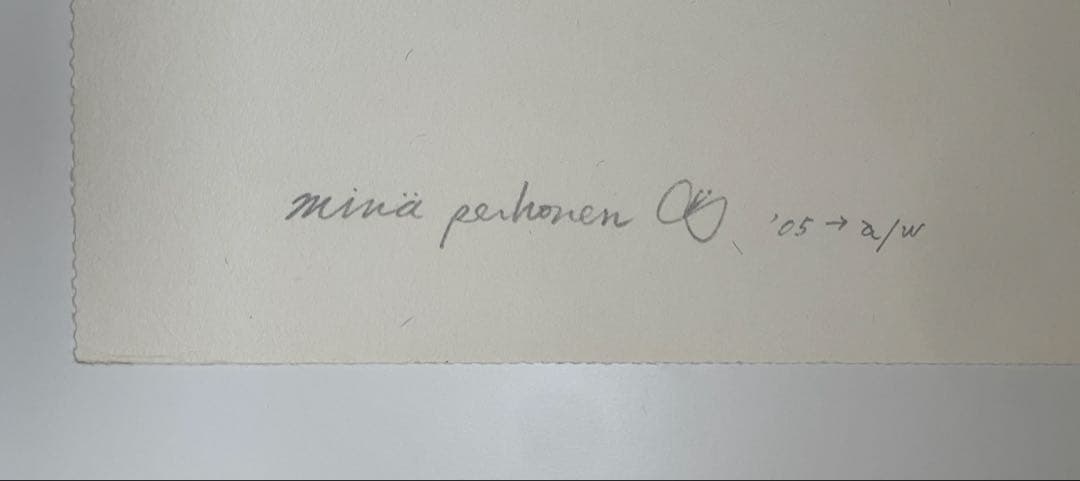 minä perhonen '05 → a/w